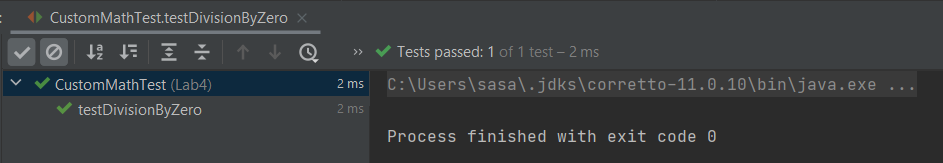 :
CustomMathTest.testDivisionByZero
Tests passed: 1 of 1 test – 2 ms
CustomMathTest (Lab4) 2 ms
testDivisionByZero 2 ms
C:\Users\sasa\.jdks\corretto-11.0.10\bin\java.exe ...
Process finished with exit code 0